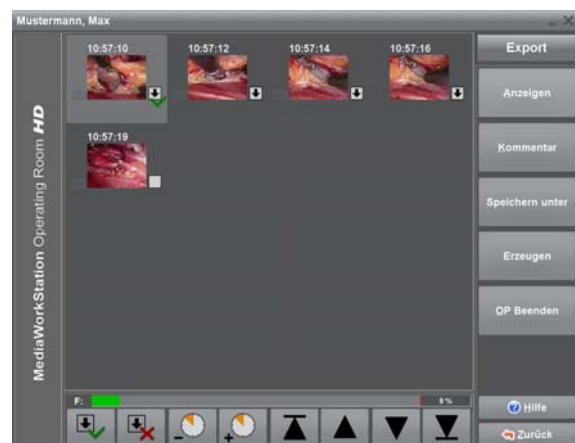 Mustermann, Max
MediaWorkStation Operating Room HD
10:57:10
10:57:12
10:57:14
10:57:16
10:57:19
Export
Anzeigen
Kommentar
Speichern unter
Erzeugen
OP Beenden
F:
8%
- +
Hilfe
Zurück